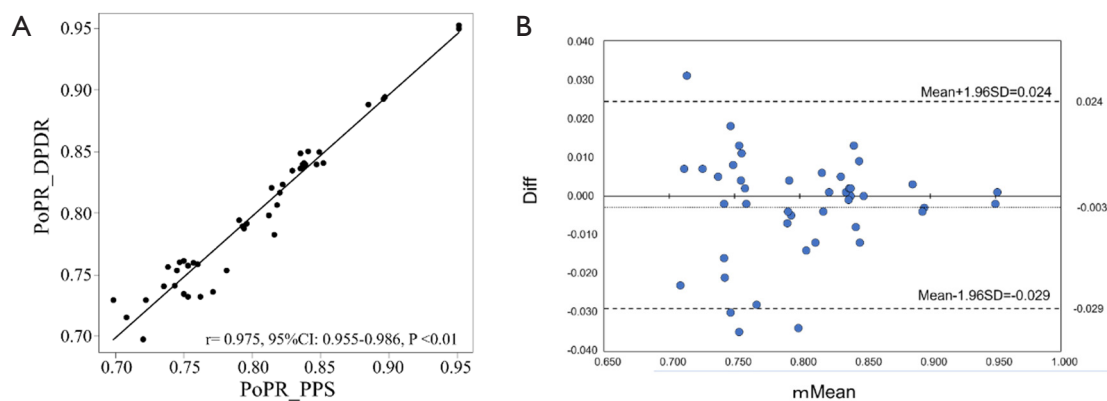 A
0.95
0.90
0.85
0.80
0.75
0.70
PoPR_DPDR
r= 0.975, 95%CI: 0.955-0.986, P <0.01
0.70 0.75 0.80 0.85 0.90 0.95
PoPR_PPS
B
0.040
0.030
0.020
0.010
0.000
-0.010
-0.020
-0.030
-0.040
Diff
Mean+1.96SD=0.024
0.024
-0.003
Mean-1.96SD=-0.029
-0.029
0.650 0.700 0.750 0.800 0.850 0.900 0.950 1.000
mMean